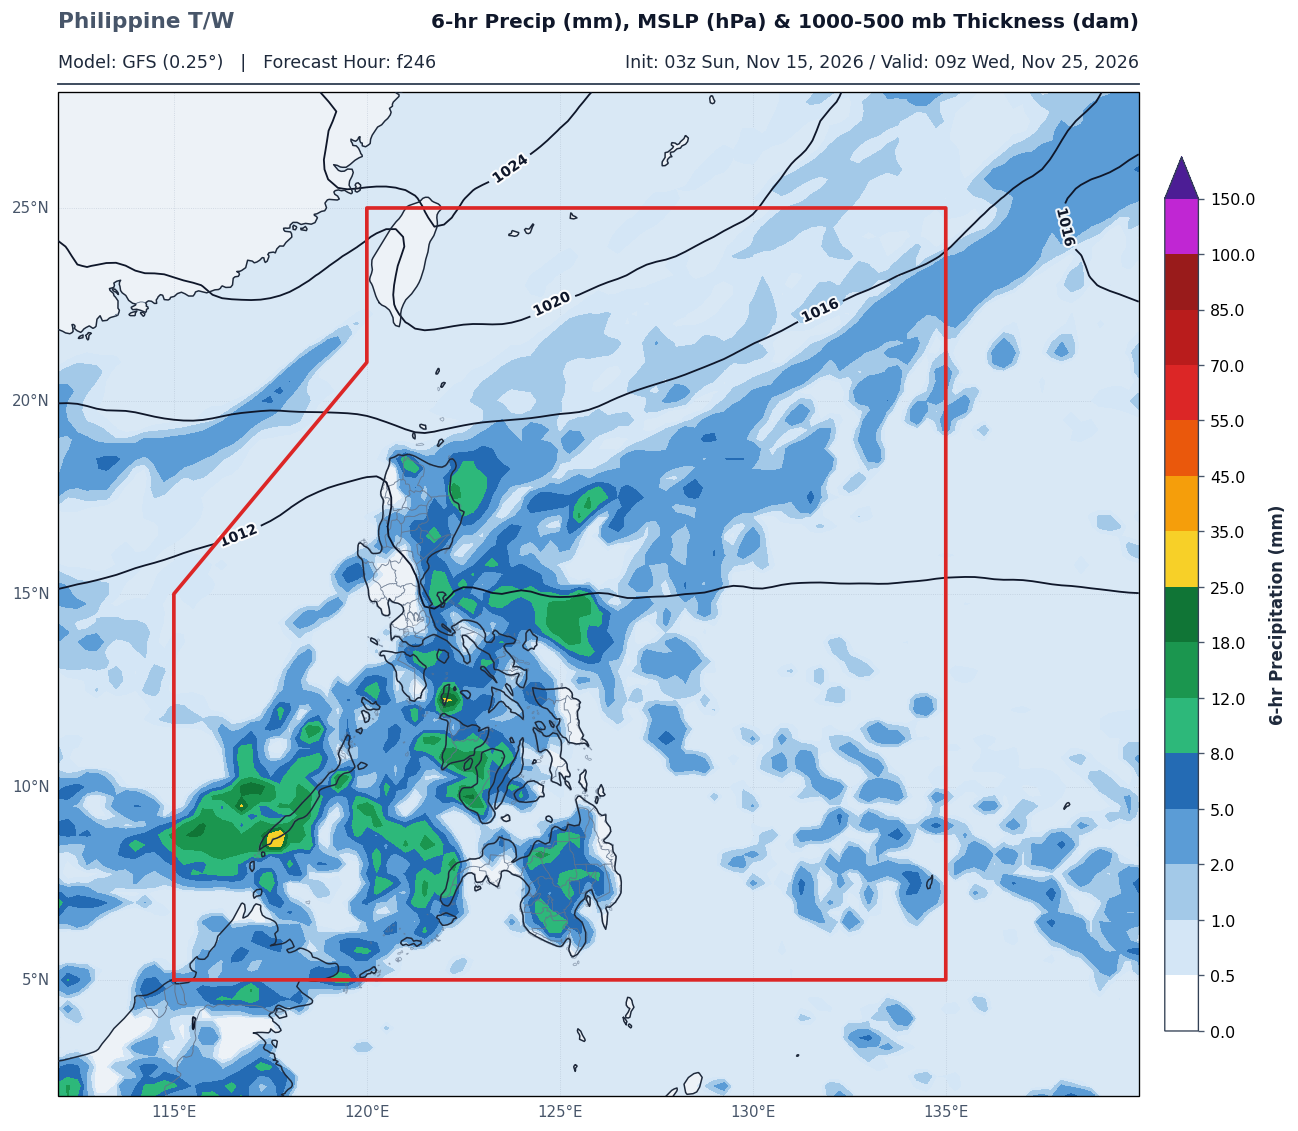 Philippine T/W
6-hr Precip (mm), MSLP (hPa) & 1000-500 mb Thickness (dam)
Model: GFS (0.25°) | Forecast Hour: f246
Init: 03z Sun, Nov 15, 2026 / Valid: 09z Wed, Nov 25, 2026
1024
1020
1016
1016
1012
25°N
20°N
15°N
10°N
5°N
115°E
120°E
125°E
130°E
135°E
150.0
100.0
85.0
70.0
55.0
45.0
35.0
25.0
18.0
12.0
8.0
5.0
2.0
1.0
0.5
0.0
6-hr Precipitation (mm)